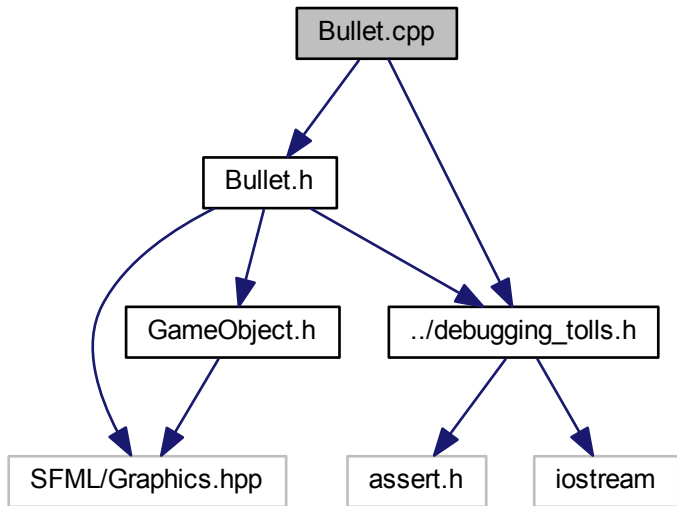 Bullet.cpp
Bullet.h
GameObject.h
../debugging_tolls.h
SFML/Graphics.hpp
assert.h
iostream